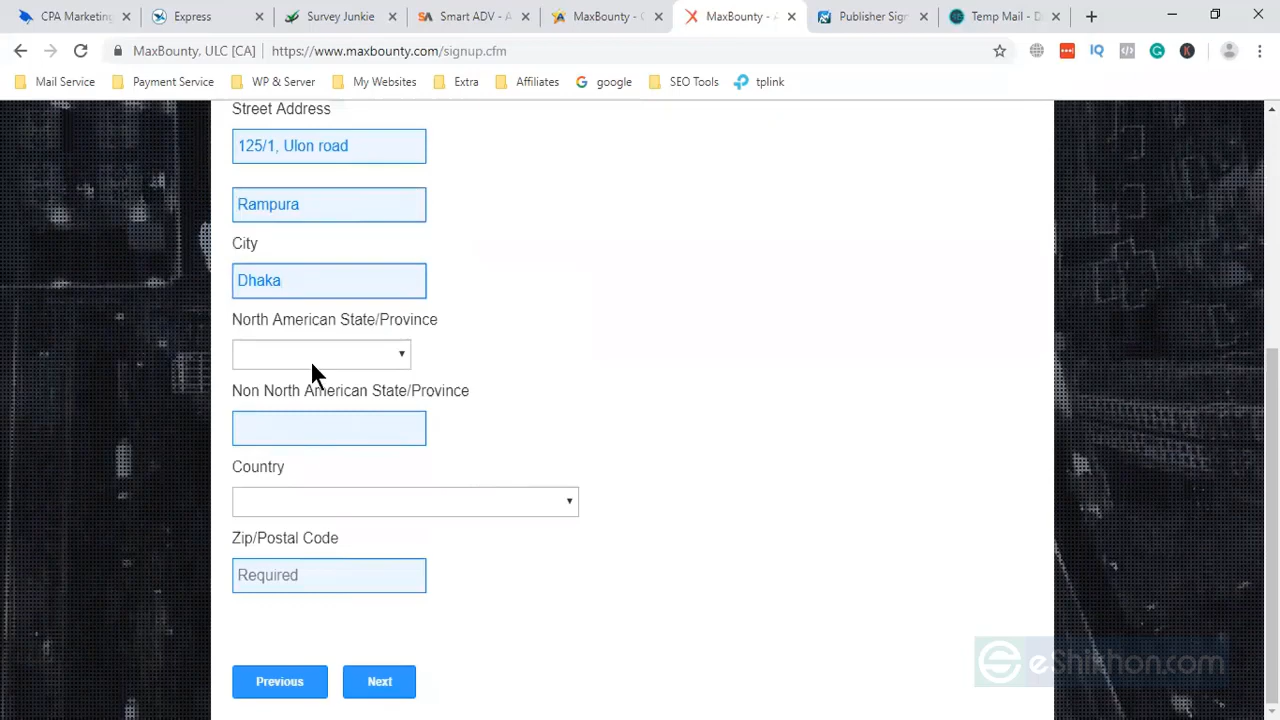 CPA Marketing
Express
Survey Junkie
Smart ADV - A
MaxBounty - C
MaxBounty - A
Publisher Sig
Temp Mail - D
MaxBounty, ULC [CA] | https://www.maxbounty.com/signup.cfm
Mail Service
Payment Service
WP & Server
My Websites
Extra
Affiliates
google
SEO Tools
tplink
Street Address
125/1, Ulon road
Rampura
City
Dhaka
North American State/Province
Non North American State/Province
Country
Zip/Postal Code
Required
Previous
Next
eShikhon.com